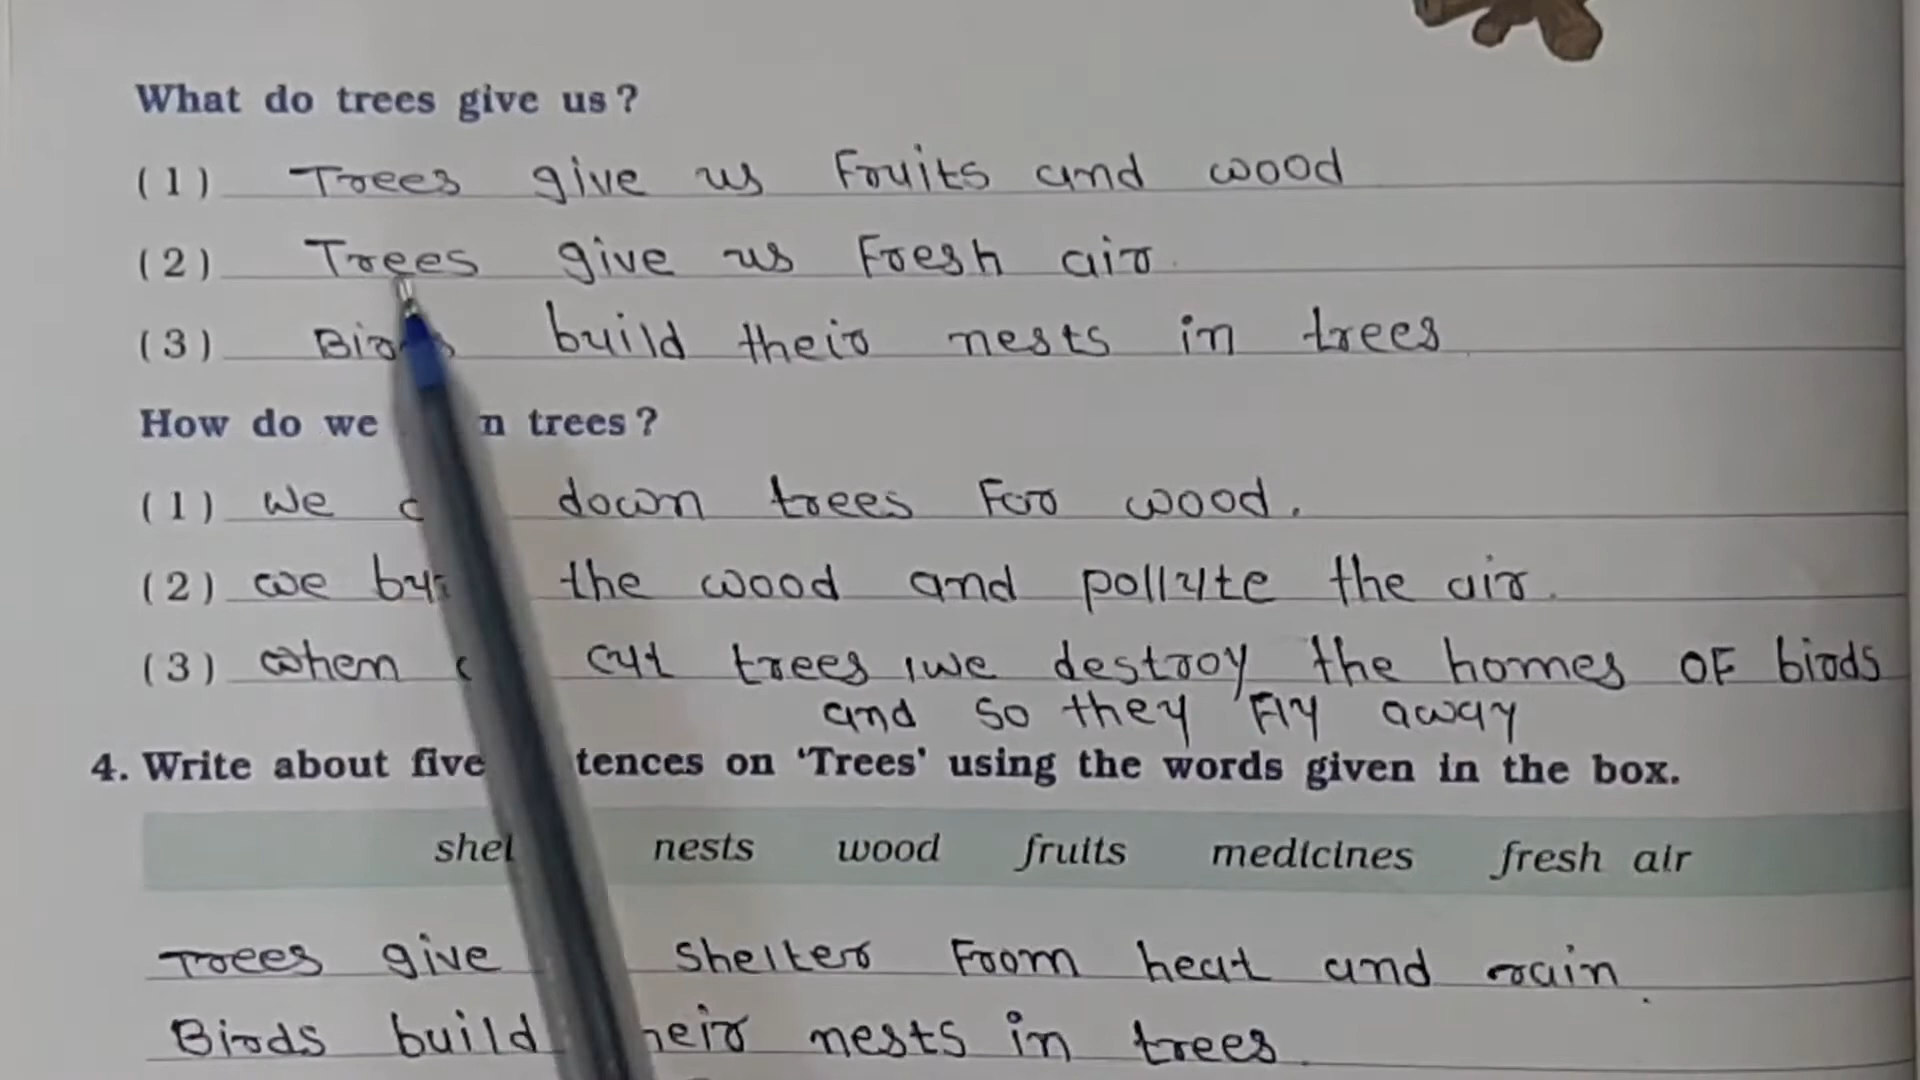 What do trees give us?
(1) Trees give us Fruits and wood
(2) Trees give us Fresh air.
(3) build their nests in trees
How do we trees?
(1) We down trees For wood.
(2) we the wood and pollute the air.
(3) when cut trees, we destroy the homes OF birds
and so they Fly away
4. Write about five on 'Trees' using the words given in the box.
nests wood fruits medicines fresh air
Trees give shelter From heat and rain.
Birds build nests in trees.